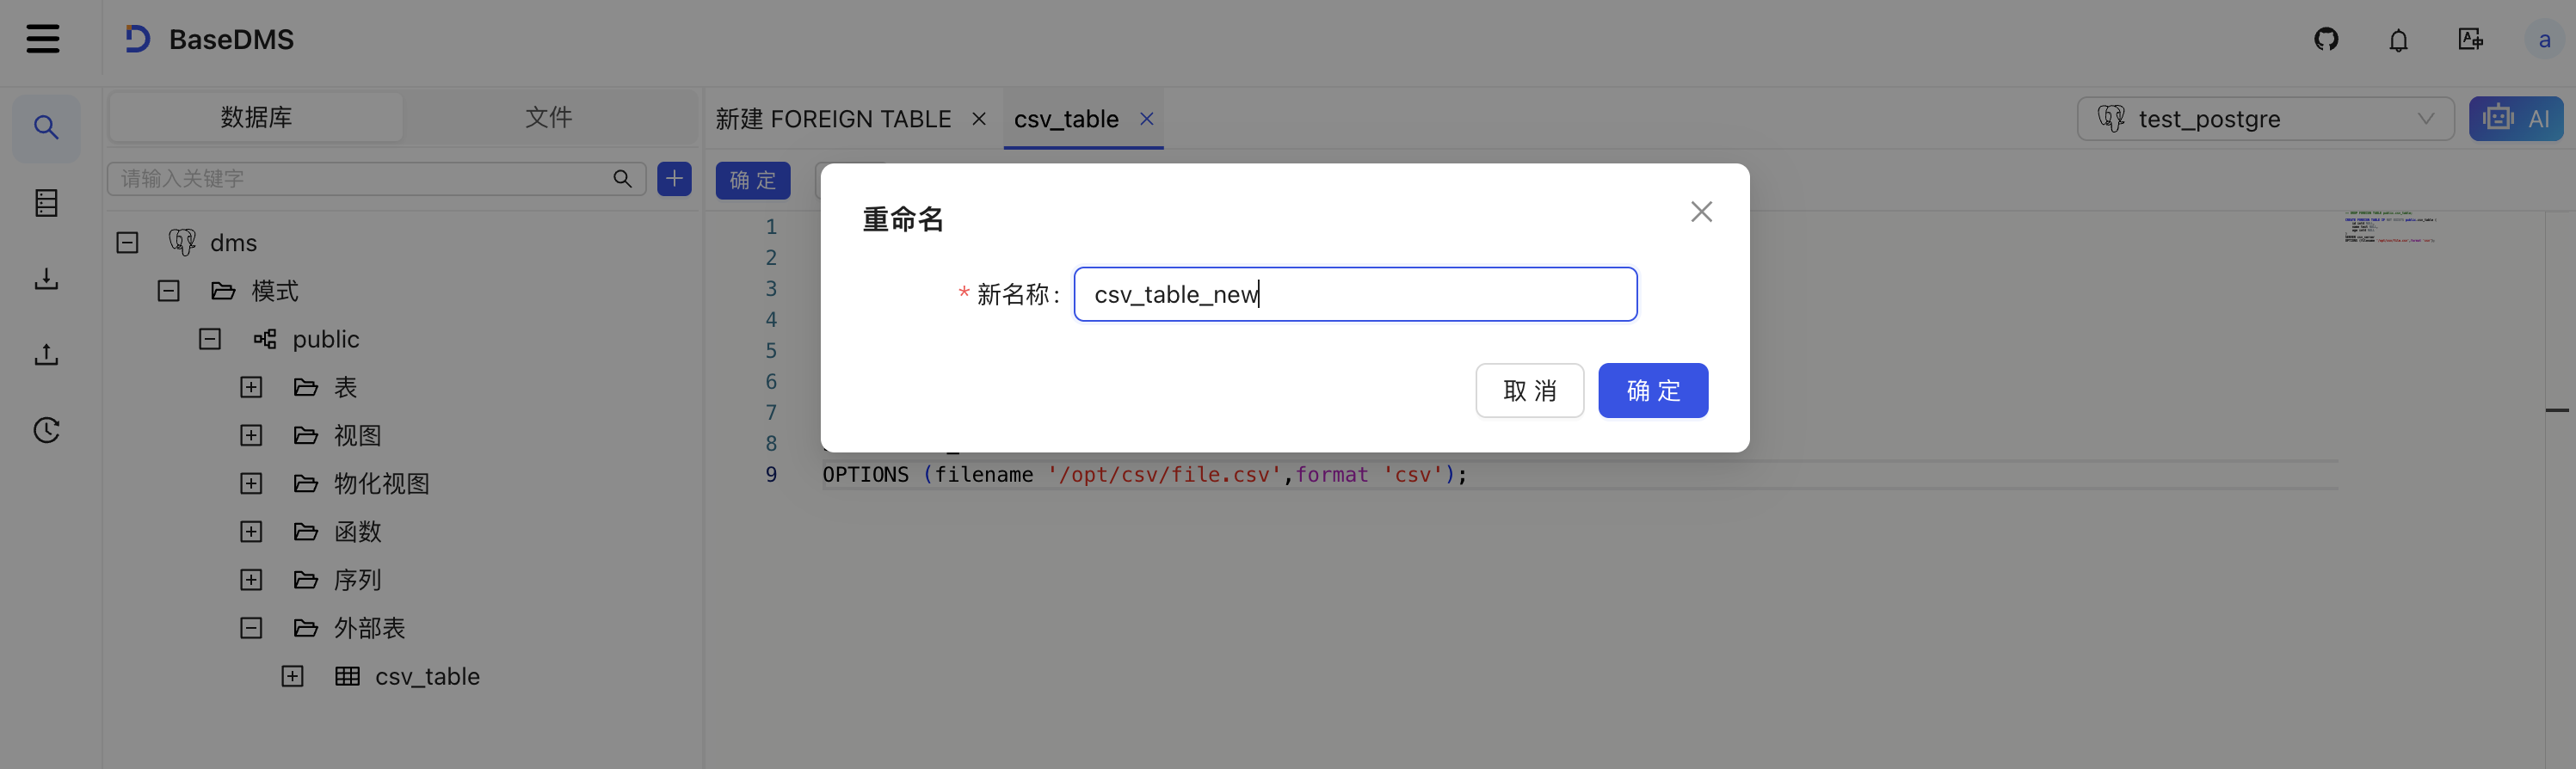 BaseDMS
a
数据库
文件
新建 FOREIGN TABLE
csv_table
test_postgre
AI
请输入关键字
确 定
重命名
* 新名称 :
csv_table_new
取 消
确 定
dms
模式
public
表
视图
物化视图
函数
序列
外部表
csv_table
1
2
3
4
5
6
7
8
9 OPTIONS (filename '/opt/csv/file.csv',format 'csv');